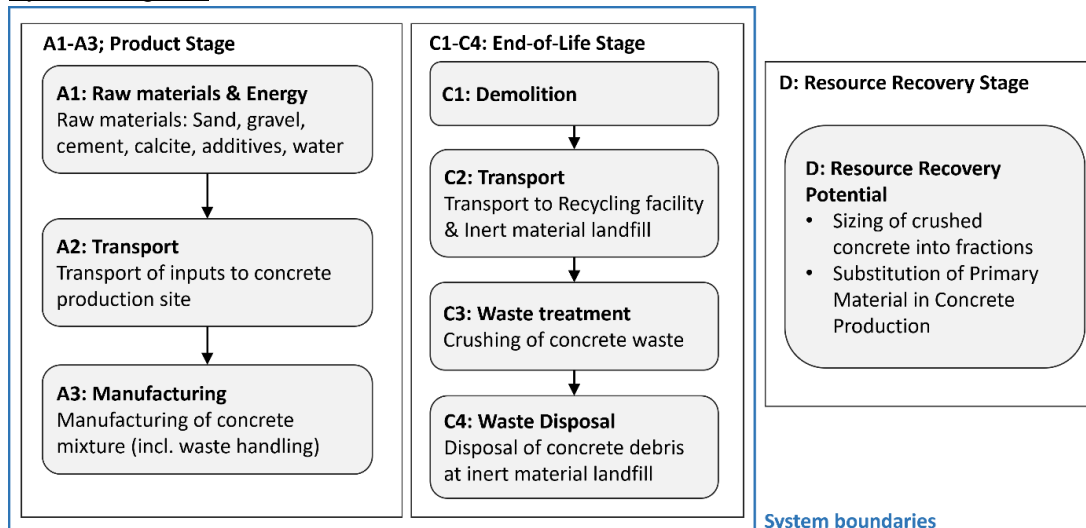 A1-A3; Product Stage
A1: Raw materials & Energy
Raw materials: Sand, gravel,
cement, calcite, additives, water
A2: Transport
Transport of inputs to concrete
production site
A3: Manufacturing
Manufacturing of concrete
mixture (incl. waste handling)
C1-C4: End-of-Life Stage
C1: Demolition
C2: Transport
Transport to Recycling facility
& Inert material landfill
C3: Waste treatment
Crushing of concrete waste
C4: Waste Disposal
Disposal of concrete debris
at inert material landfill
D: Resource Recovery Stage
D: Resource Recovery
Potential
• Sizing of crushed
concrete into fractions
• Substitution of Primary
Material in Concrete
Production
System boundaries